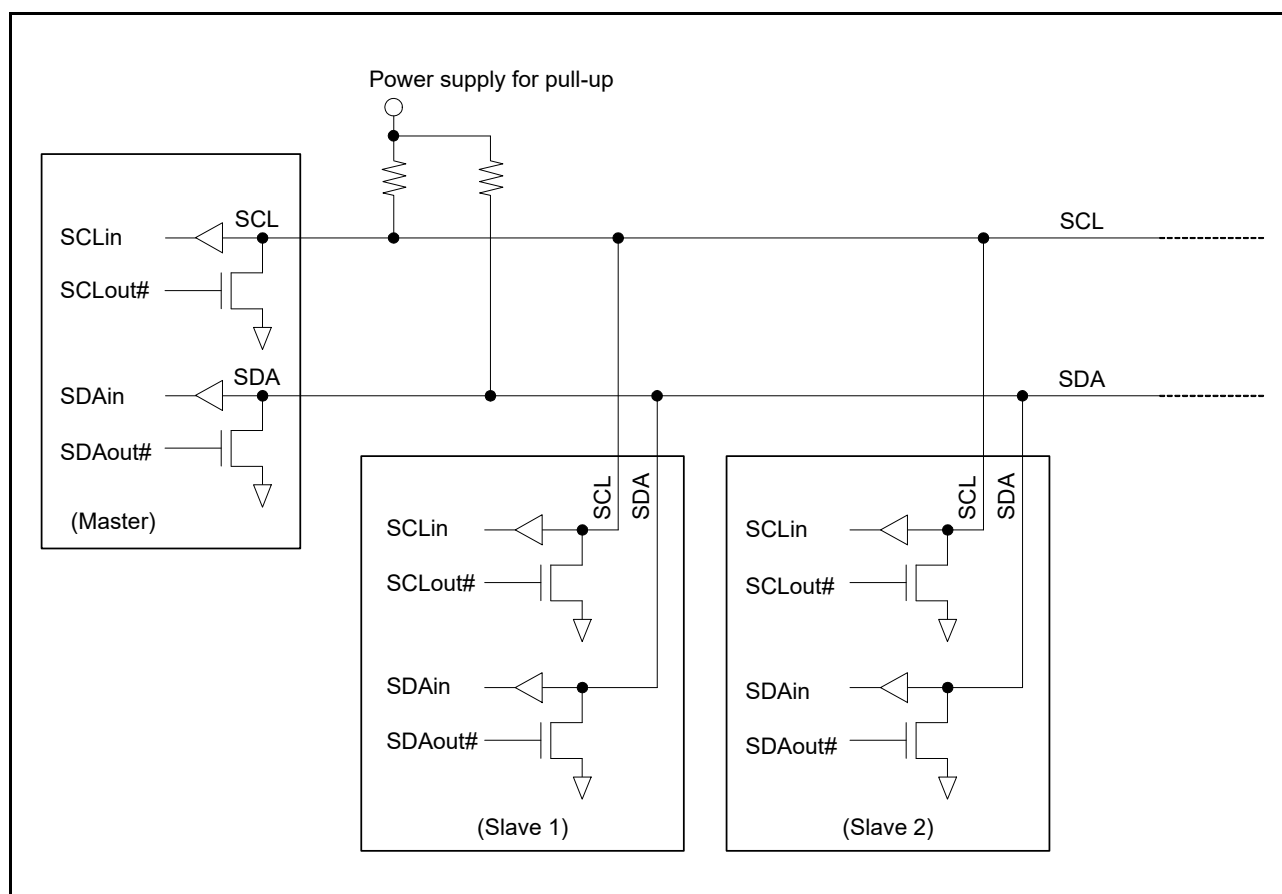 Power supply for pull-up
SCL
SCLin
SCL
SCLout#
SDA
SDAin
SDA
SDAout#
(Master)
SCL
SDA
SCLin
SCLout#
SDAin
SDAout#
(Slave 1)
SCL
SDA
SCLin
SCLout#
SDAin
SDAout#
(Slave 2)